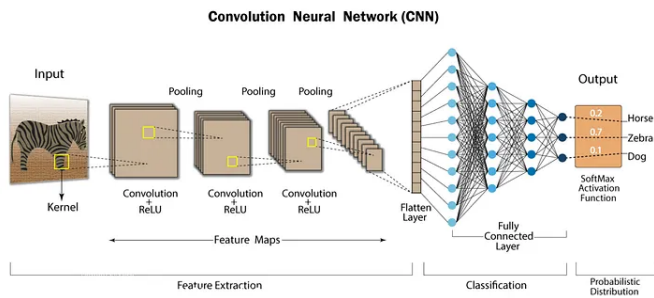 Convolution Neural Network (CNN)
Input
Output
Pooling
Pooling
Pooling
0.2
Horse
0.7
Zebra
0.1
Dog
SoftMax
Activation
Function
Kernel
Convolution
+
ReLU
Convolution
+
ReLU
Convolution
+
ReLU
Flatten
Layer
Fully
Connected
Layer
Feature Maps
Feature Extraction
Classification
Probabilistic
Distribution